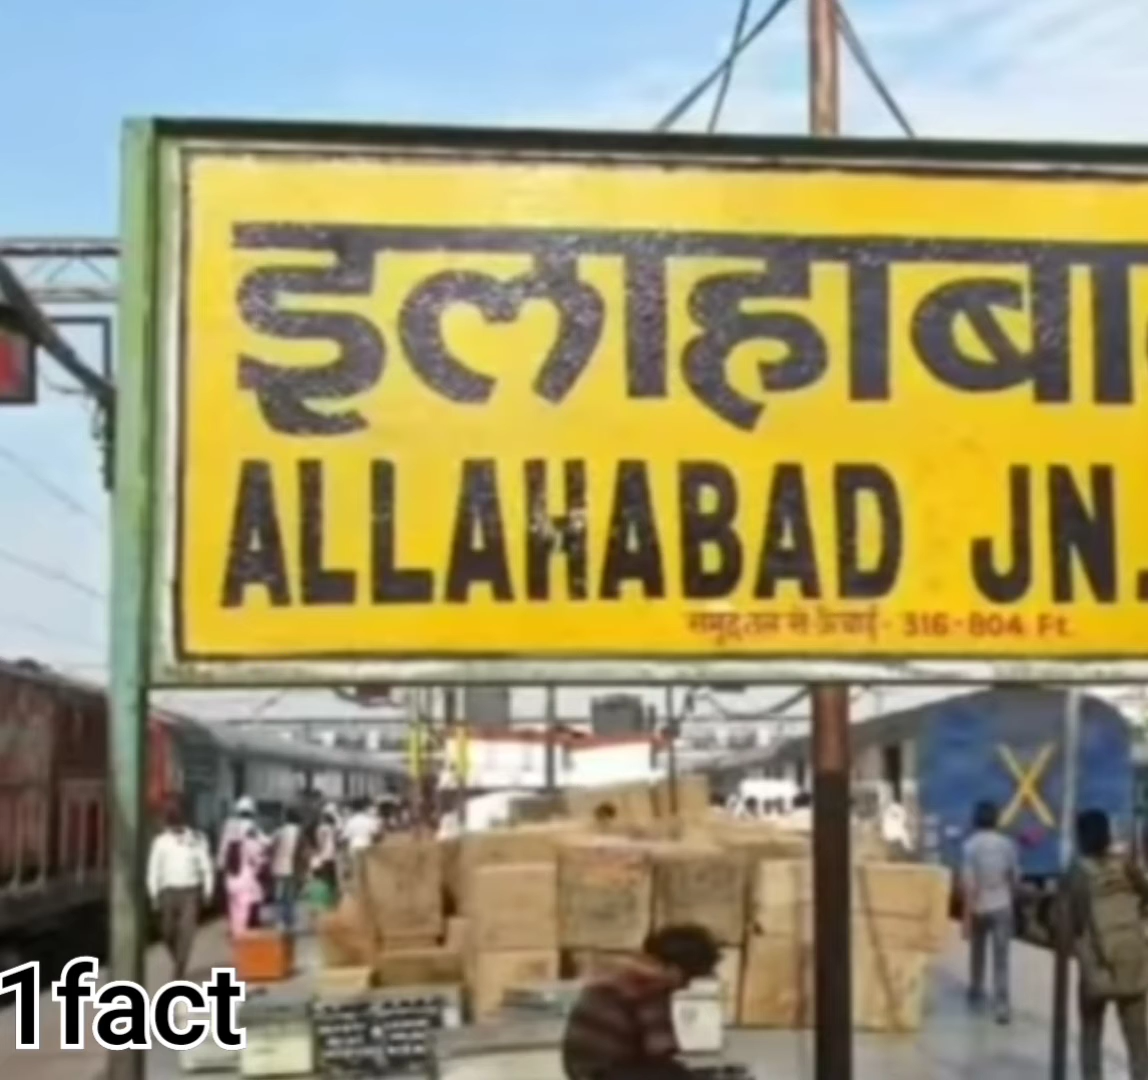 इलाहाबा
ALLAHABAD JN.
समुद्र तल से ऊंचाई - 316-804 Ft.
1fact